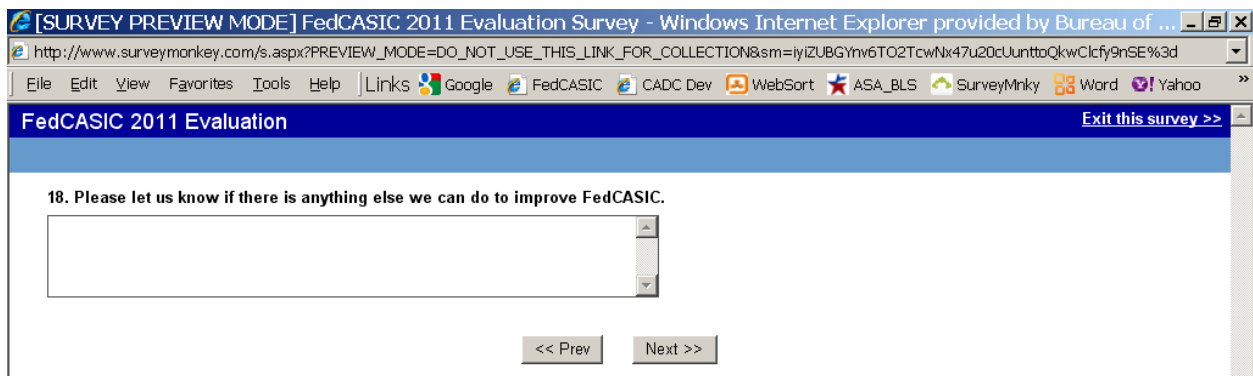 [SURVEY PREVIEW MODE] FedCASIC 2011 Evaluation Survey - Windows Internet Explorer provided by Bureau of ...
http://www.surveymonkey.com/s.aspx?PREVIEW_MODE=DO_NOT_USE_THIS_LINK_FOR_COLLECTION&sm=iyiZUBGYnv6TO2TcwNx47u20cUunttoQkwClcfy9nSE%3d
File Edit View Favorites Tools Help Links Google FedCASIC CADC Dev WebSort ASA_BLS SurveyMnky Word Yahoo »
FedCASIC 2011 Evaluation Exit this survey >>
18. Please let us know if there is anything else we can do to improve FedCASIC.
<< Prev Next >>